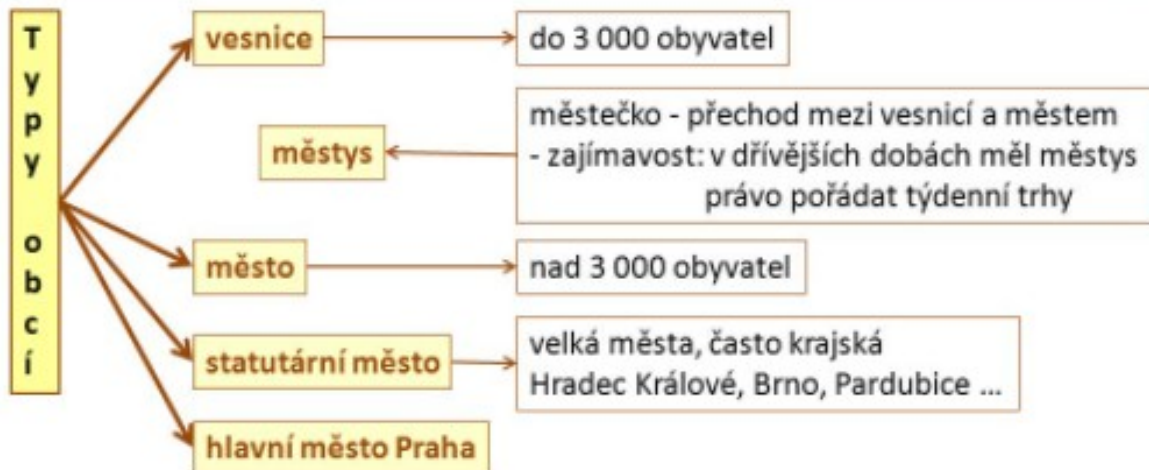 Typy obcí
vesnice
do 3 000 obyvatel
městys
městečko - přechod mezi vesnicí a městem
- zajímavost: v dřívějších dobách měl městys
právo pořádat týdenní trhy
město
nad 3 000 obyvatel
statutární město
velká města, často krajská
Hradec Králové, Brno, Pardubice ...
hlavní město Praha